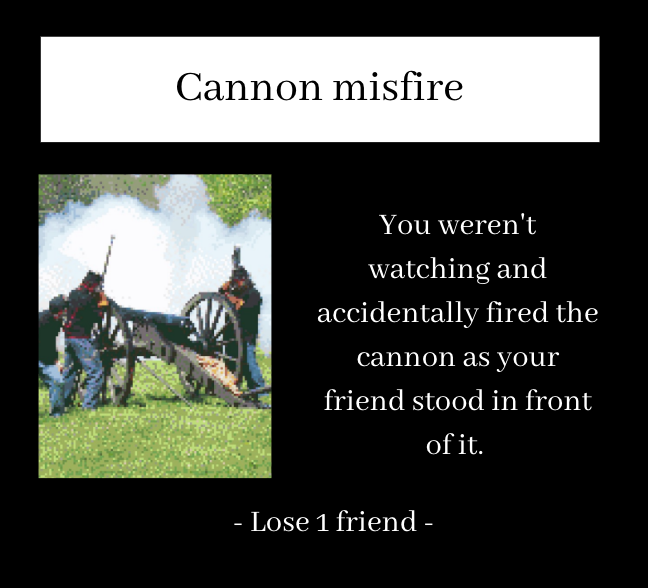 Cannon misfire
You weren't
watching and
accidentally fired the
cannon as your
friend stood in front
of it.
- Lose 1 friend -